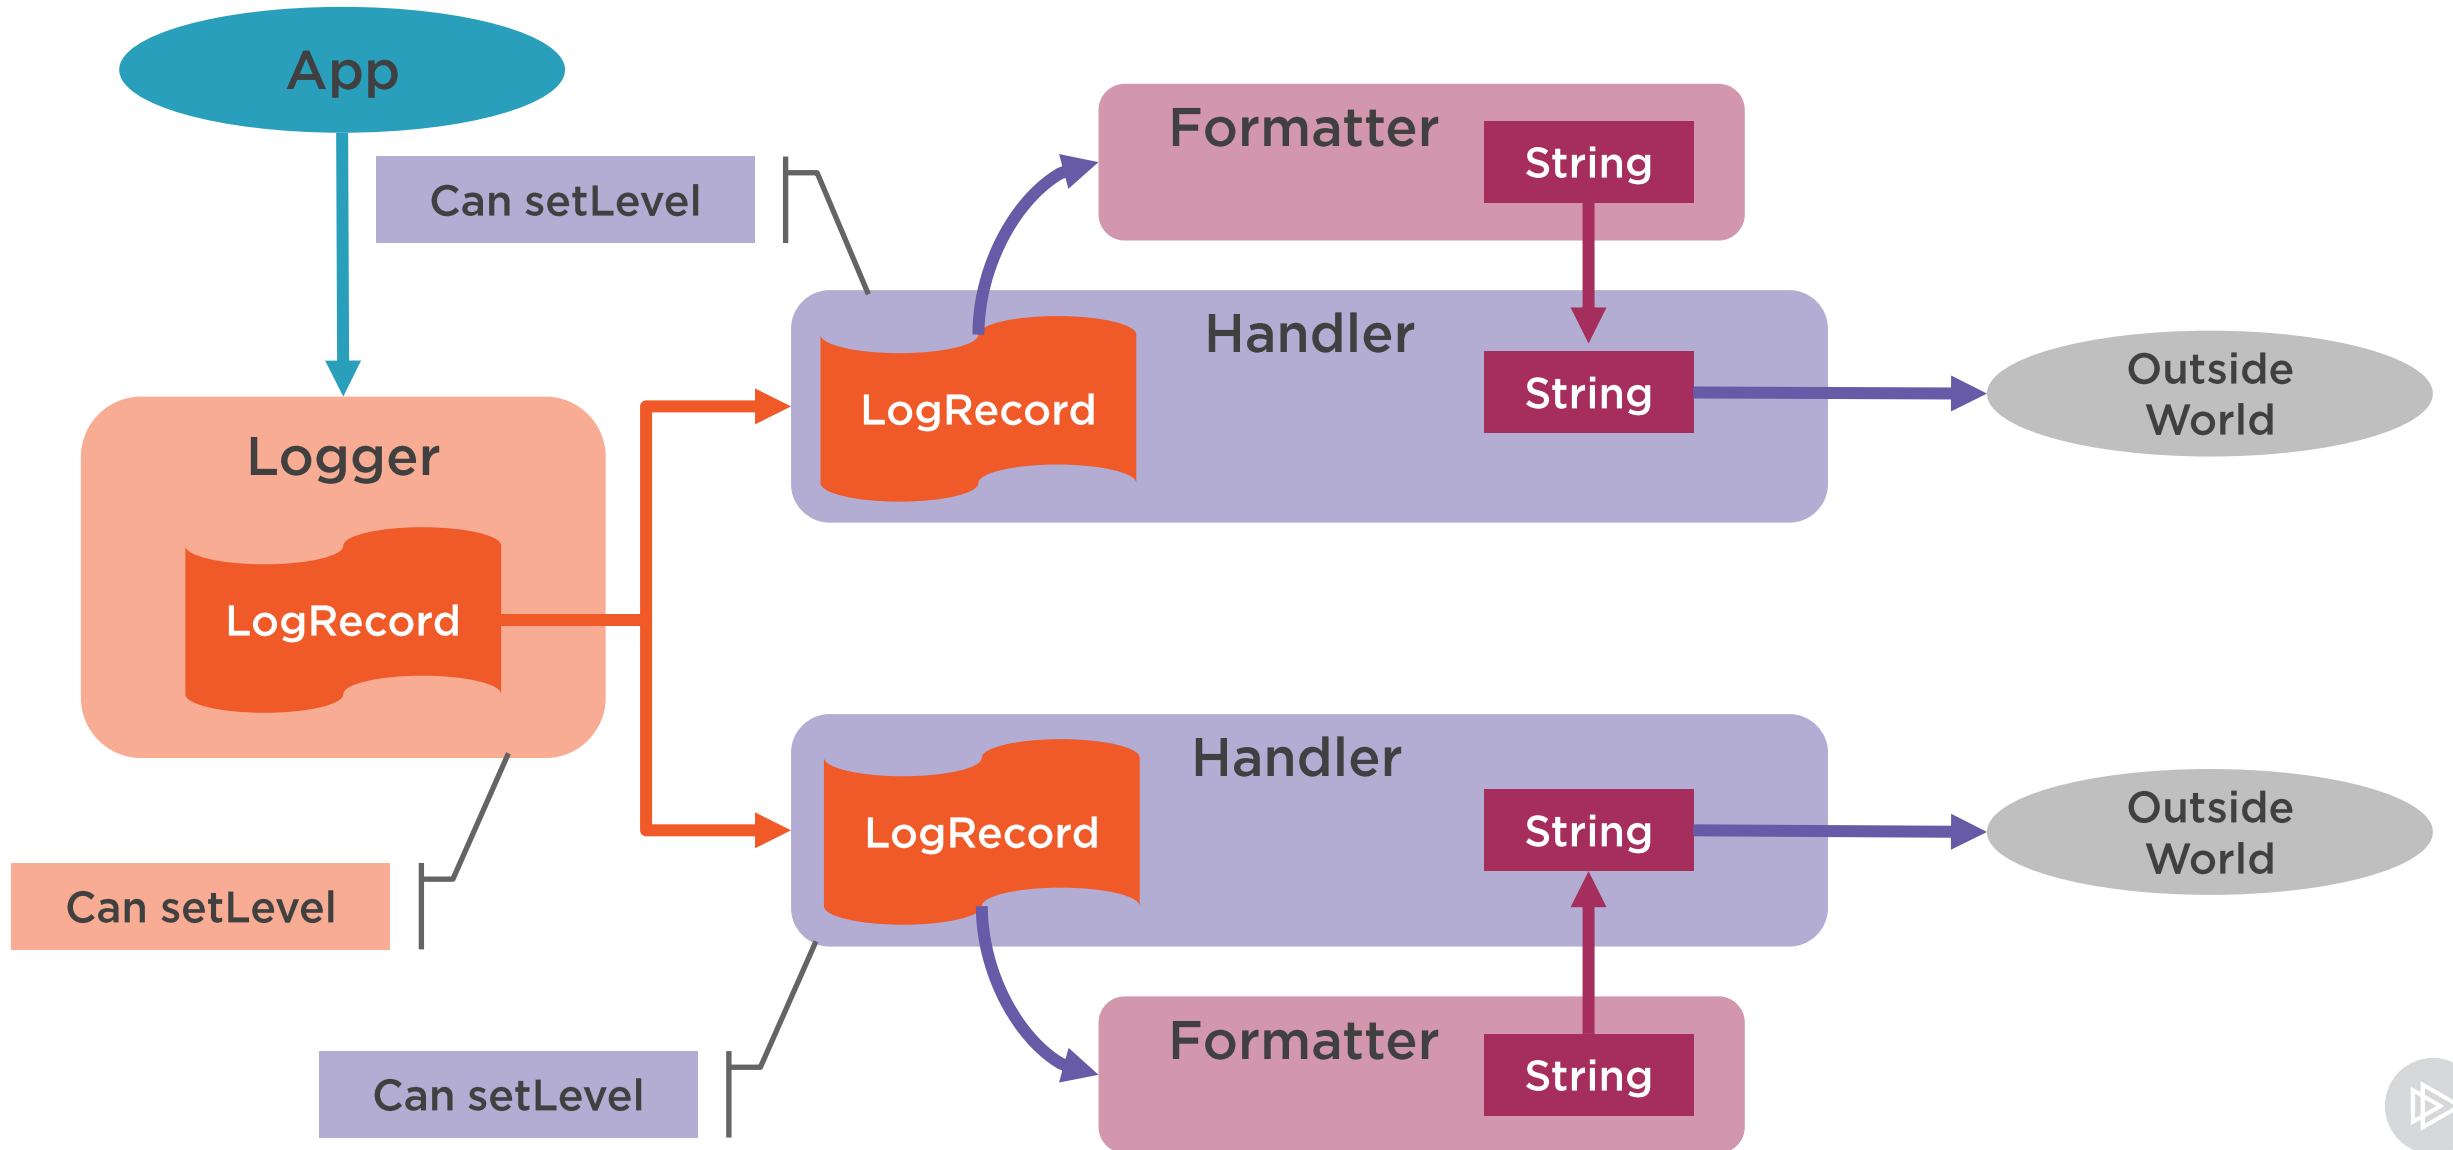 App
Can setLevel
Formatter
String
Handler
LogRecord
String
Outside
World
Logger
LogRecord
Handler
LogRecord
String
Outside
World
Can setLevel
Formatter
String
Can setLevel